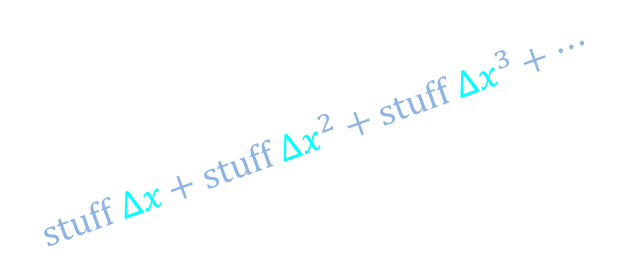 stuff Δx + stuff Δx² + stuff Δx³ + ⋯